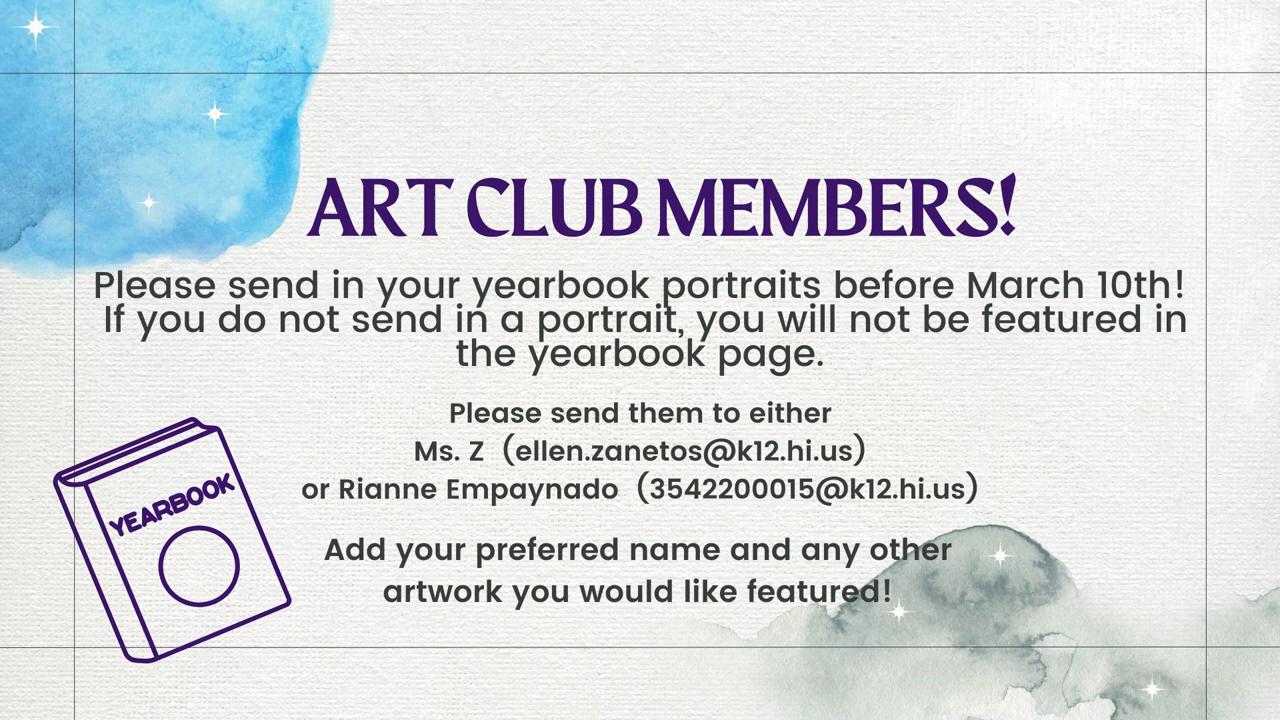 ART CLUB MEMBERS!
Please send in your yearbook portraits before March 10th!
If you do not send in a portrait, you will not be featured in
the yearbook page.
Please send them to either
Ms. Z (ellen.zanetos@k12.hi.us)
or Rianne Empaynado (3542200015@k12.hi.us)
YEARBOOK
Add your preferred name and any other
artwork you would like featured!